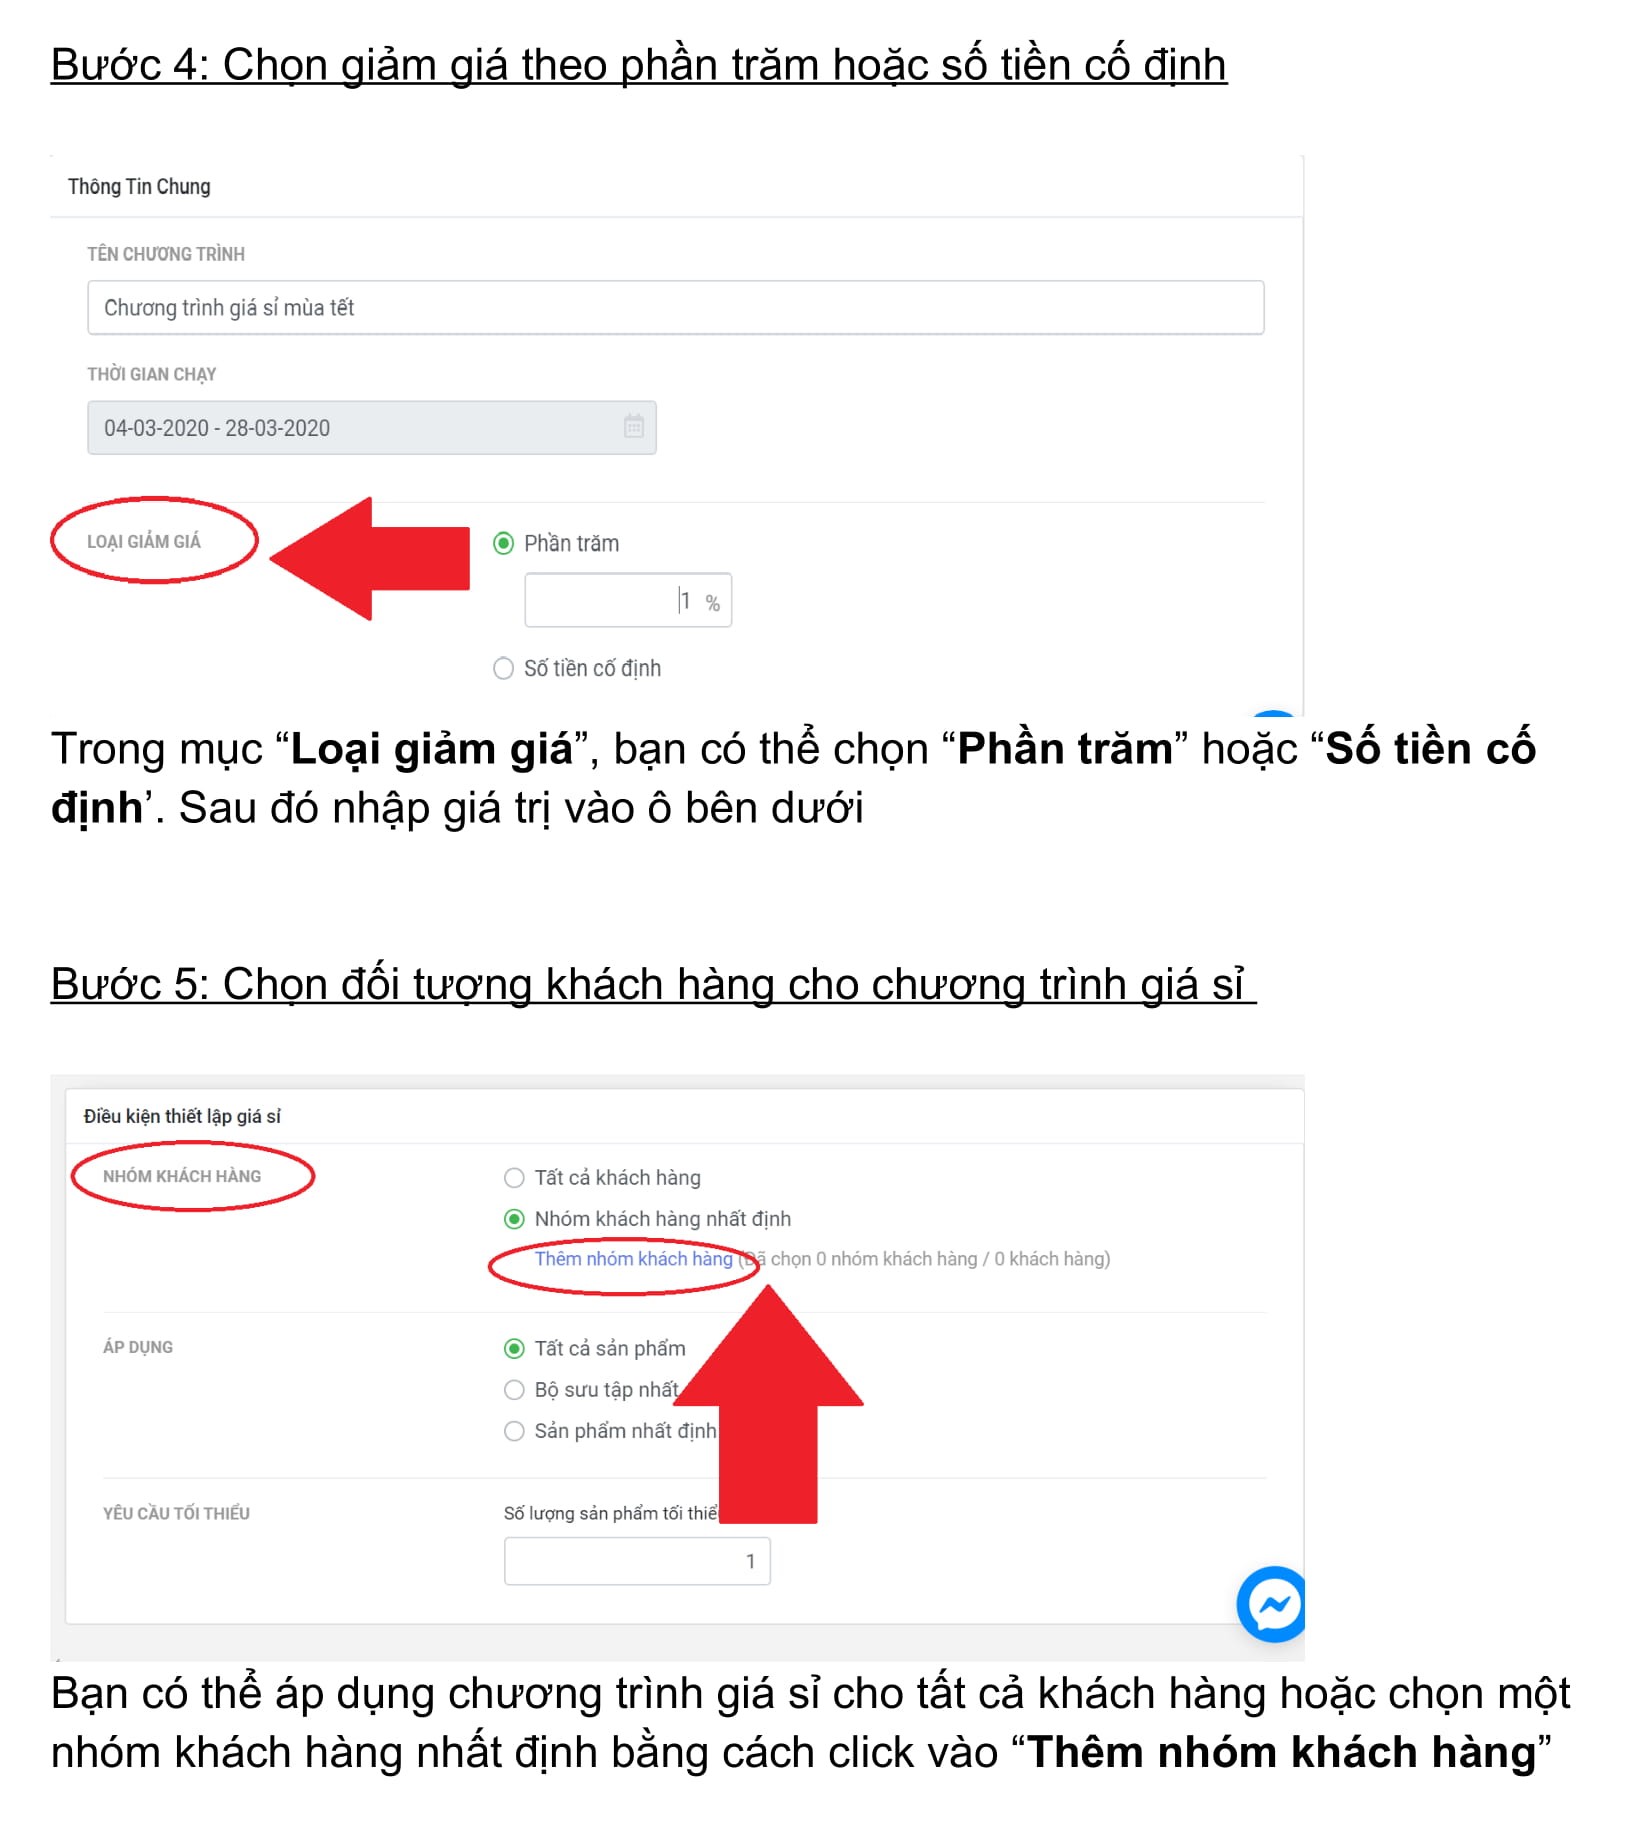 Bước 4: Chọn giảm giá theo phần trăm hoặc số tiền cố định
Thông Tin Chung
TÊN CHƯƠNG TRÌNH
Chương trình giá sỉ mùa tết
THỜI GIAN CHẠY
04-03-2020 - 28-03-2020
LOẠI GIẢM GIÁ
Phần trăm
1 %
Số tiền cố định
Trong mục “Loại giảm giá”, bạn có thể chọn “Phần trăm” hoặc “Số tiền cố
định’. Sau đó nhập giá trị vào ô bên dưới
Bước 5: Chọn đối tượng khách hàng cho chương trình giá sỉ
Điều kiện thiết lập giá sỉ
NHÓM KHÁCH HÀNG
Tất cả khách hàng
Nhóm khách hàng nhất định
Thêm nhóm khách hàng (Đã chọn 0 nhóm khách hàng / 0 khách hàng)
ÁP DỤNG
Tất cả sản phẩm
Bộ sưu tập nhất
Sản phẩm nhất định
YÊU CẦU TỐI THIỂU
Số lượng sản phẩm tối thiể
1
Bạn có thể áp dụng chương trình giá sỉ cho tất cả khách hàng hoặc chọn một
nhóm khách hàng nhất định bằng cách click vào “Thêm nhóm khách hàng”